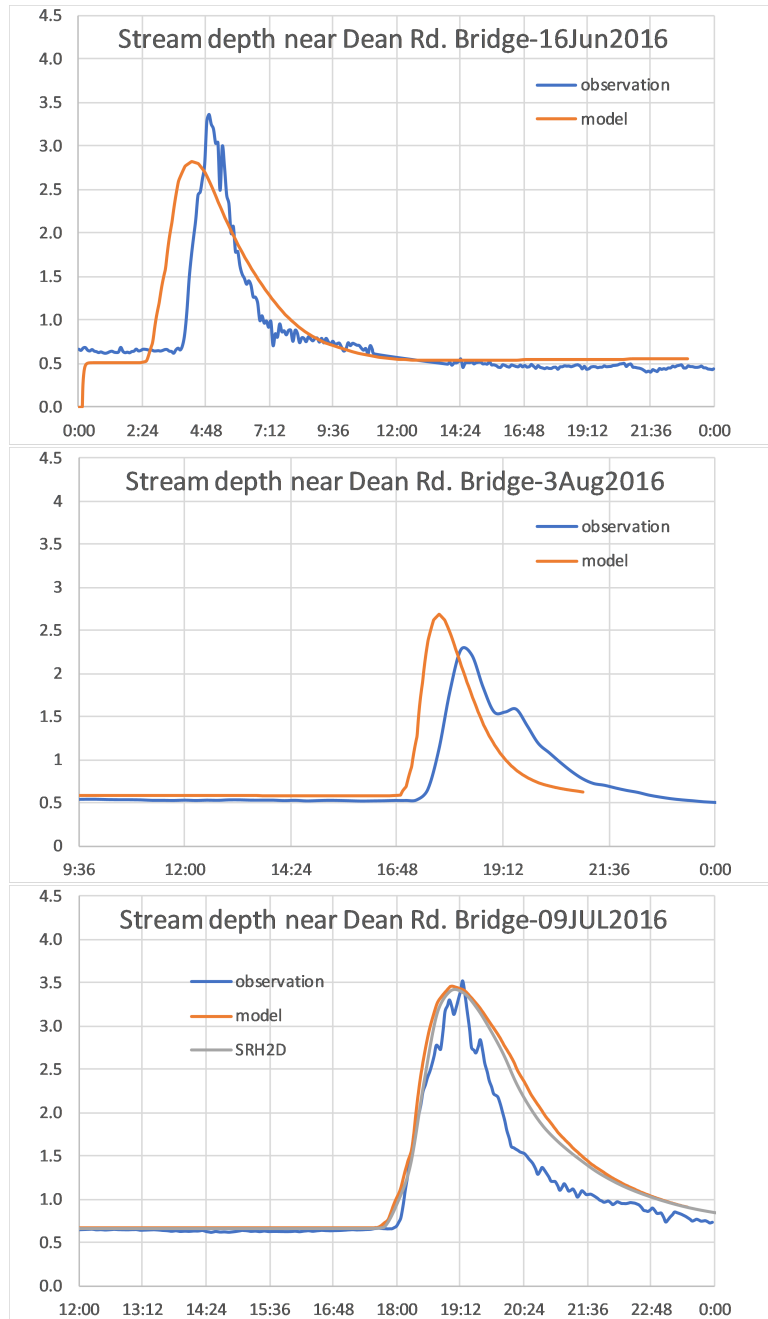 Stream depth near Dean Rd. Bridge-16Jun2016
4.5
4.0
3.5
3.0
2.5
2.0
1.5
1.0
0.5
0.0
observation
model
0:00 2:24 4:48 7:12 9:36 12:00 14:24 16:48 19:12 21:36 0:00
Stream depth near Dean Rd. Bridge-3Aug2016
4.5
4
3.5
3
2.5
2
1.5
1
0.5
0
observation
model
9:36 12:00 14:24 16:48 19:12 21:36 0:00
Stream depth near Dean Rd. Bridge-09JUL2016
4.5
4.0
3.5
3.0
2.5
2.0
1.5
1.0
0.5
0.0
observation
model
SRH2D
12:00 13:12 14:24 15:36 16:48 18:00 19:12 20:24 21:36 22:48 0:00